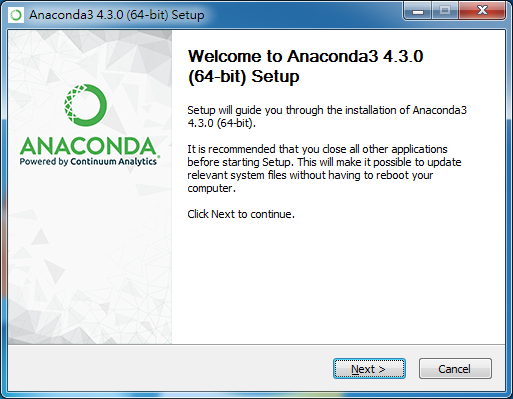 Anaconda3 4.3.0 (64-bit) Setup
Welcome to Anaconda3 4.3.0
(64-bit) Setup
Setup will guide you through the installation of Anaconda3
4.3.0 (64-bit).
It is recommended that you close all other applications
before starting Setup. This will make it possible to update
relevant system files without having to reboot your
computer.
Click Next to continue.
ANACONDA
Powered by Continuum Analytics
Next >
Cancel